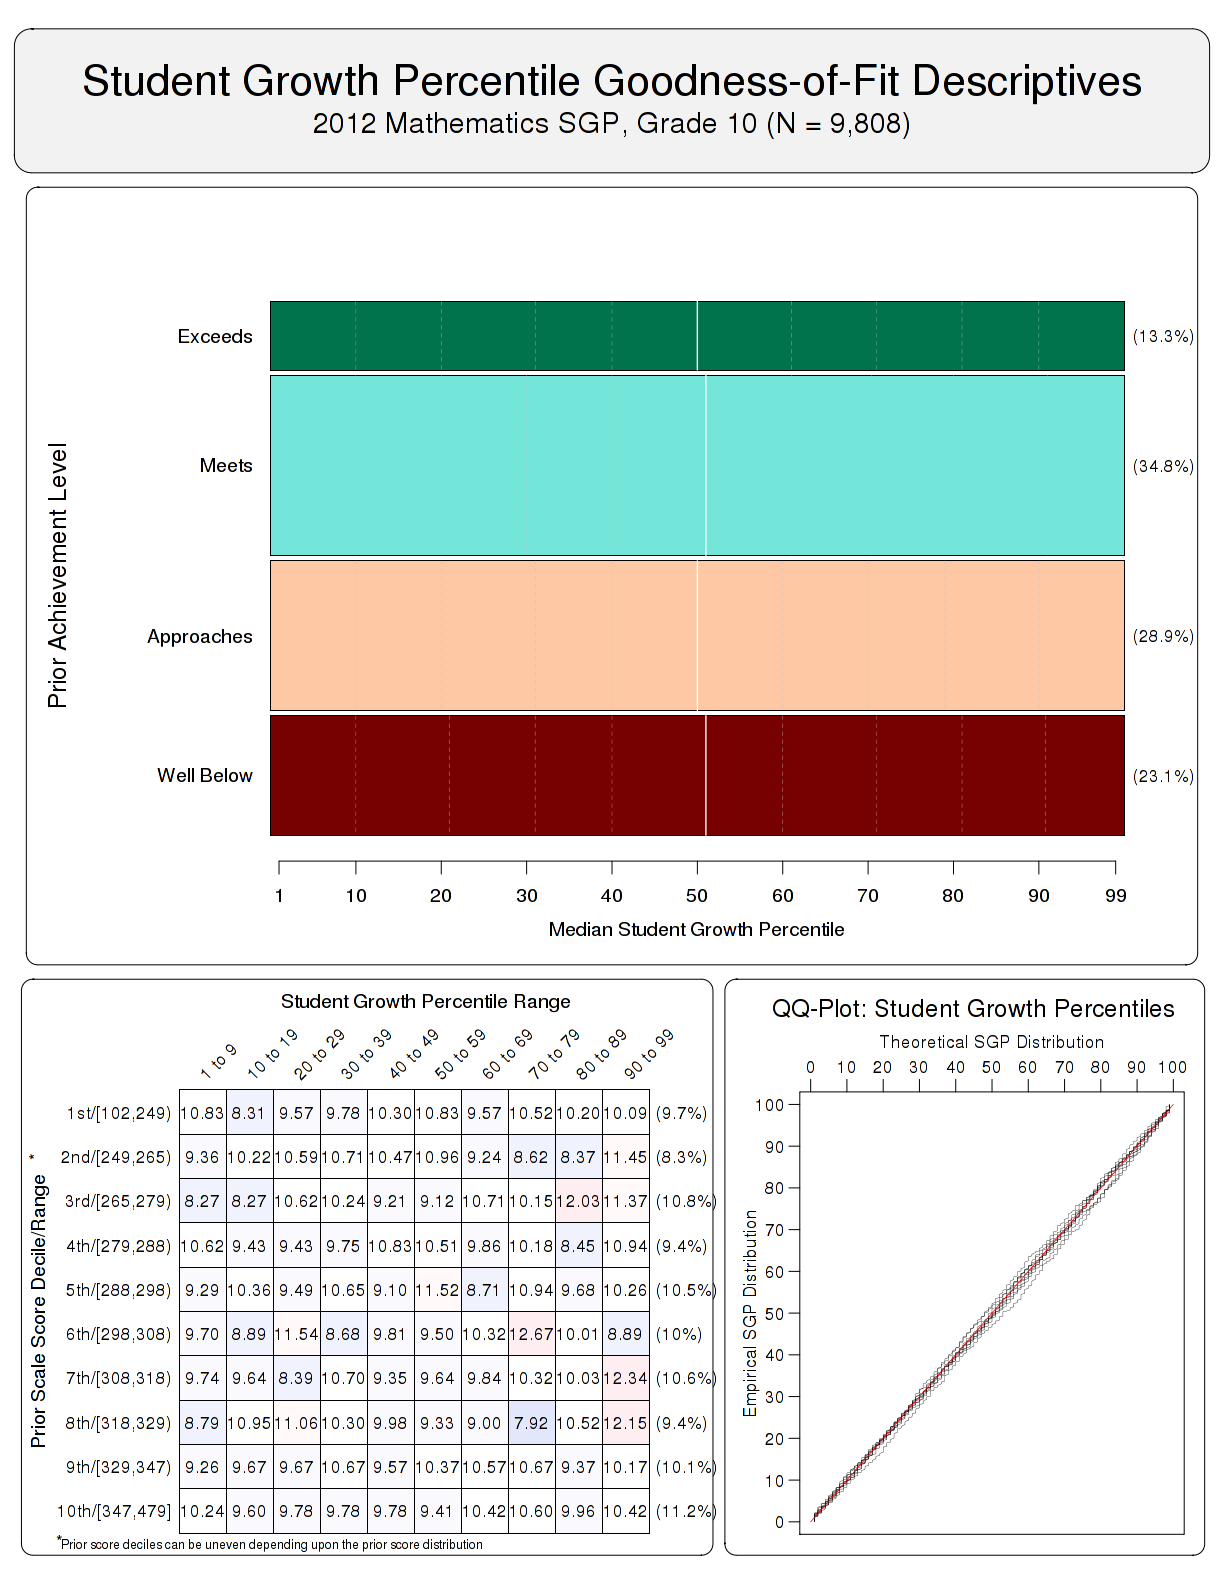 Student Growth Percentile Goodness-of-Fit Descriptives
2012 Mathematics SGP, Grade 10 (N = 9,808)
Prior Achievement Level
Exceeds (13.3%)
Meets (34.8%)
Approaches (28.9%)
Well Below (23.1%)
1 10 20 30 40 50 60 70 80 90 99
Median Student Growth Percentile
Student Growth Percentile Range
1 to 9 10 to 19 20 to 29 30 to 39 40 to 49 50 to 59 60 to 69 70 to 79 80 to 89 90 to 99
Prior Scale Score Decile/Range *
1st/[102,249) 10.83 8.31 9.57 9.78 10.30 10.83 9.57 10.52 10.20 10.09 (9.7%)
2nd/[249,265) 9.36 10.22 10.59 10.71 10.47 10.96 9.24 8.62 8.37 11.45 (8.3%)
3rd/[265,279) 8.27 8.27 10.62 10.24 9.21 9.12 10.71 10.15 12.03 11.37 (10.8%)
4th/[279,288) 10.62 9.43 9.43 9.75 10.83 10.51 9.86 10.18 8.45 10.94 (9.4%)
5th/[288,298) 9.29 10.36 9.49 10.65 9.10 11.52 8.71 10.94 9.68 10.26 (10.5%)
6th/[298,308) 9.70 8.89 11.54 8.68 9.81 9.50 10.32 12.67 10.01 8.89 (10%)
7th/[308,318) 9.74 9.64 8.39 10.70 9.35 9.64 9.84 10.32 10.03 12.34 (10.6%)
8th/[318,329) 8.79 10.95 11.06 10.30 9.98 9.33 9.00 7.92 10.52 12.15 (9.4%)
9th/[329,347) 9.26 9.67 9.67 10.67 9.57 10.37 10.57 10.67 9.37 10.17 (10.1%)
10th/[347,479] 10.24 9.60 9.78 9.78 9.78 9.41 10.42 10.60 9.96 10.42 (11.2%)
*Prior score deciles can be uneven depending upon the prior score distribution
QQ-Plot: Student Growth Percentiles
Theoretical SGP Distribution
0 10 20 30 40 50 60 70 80 90 100
Empirical SGP Distribution
100
90
80
70
60
50
40
30
20
10
0